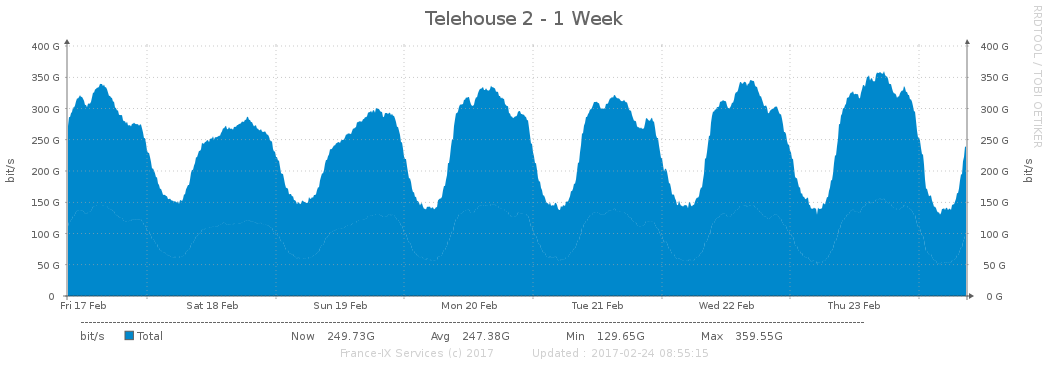 Telehouse 2 - 1 Week
RRDTOOL / TOBI OETIKER
400 G 400 G
350 G 350 G
300 G 300 G
250 G 250 G
200 G 200 G
150 G 150 G
100 G 100 G
50 G 50 G
0 0 G
bit/s bit/s
Fri 17 Feb Sat 18 Feb Sun 19 Feb Mon 20 Feb Tue 21 Feb Wed 22 Feb Thu 23 Feb
bit/s Total Now 249.73G Avg 247.38G Min 129.65G Max 359.55G
France-IX Services (c) 2017 Updated : 2017-02-24 08:55:15